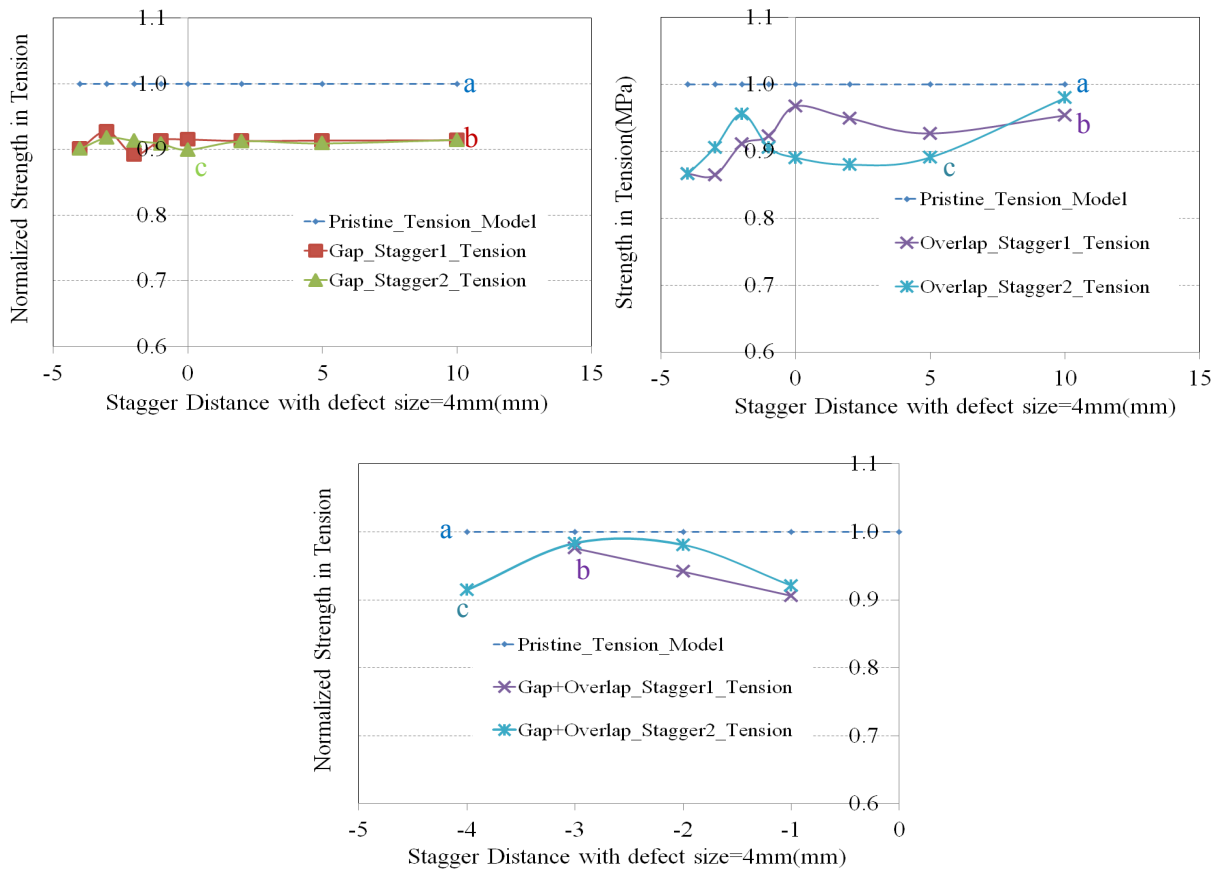 Normalized Strength in Tension
1.1
1.0
0.9
0.8
0.7
0.6
a
b
c
Pristine_Tension_Model
Gap_Stagger1_Tension
Gap_Stagger2_Tension
-5
0
5
10
15
Stagger Distance with defect size=4mm(mm)
Strength in Tension(MPa)
1.1
1.0
0.9
0.8
0.7
0.6
a
b
c
Pristine_Tension_Model
Overlap_Stagger1_Tension
Overlap_Stagger2_Tension
-5
0
5
10
15
Stagger Distance with defect size=4mm(mm)
Normalized Strength in Tension
1.1
1.0
0.9
0.8
0.7
0.6
a
b
c
Pristine_Tension_Model
Gap+Overlap_Stagger1_Tension
Gap+Overlap_Stagger2_Tension
-5
-4
-3
-2
-1
0
Stagger Distance with defect size=4mm(mm)